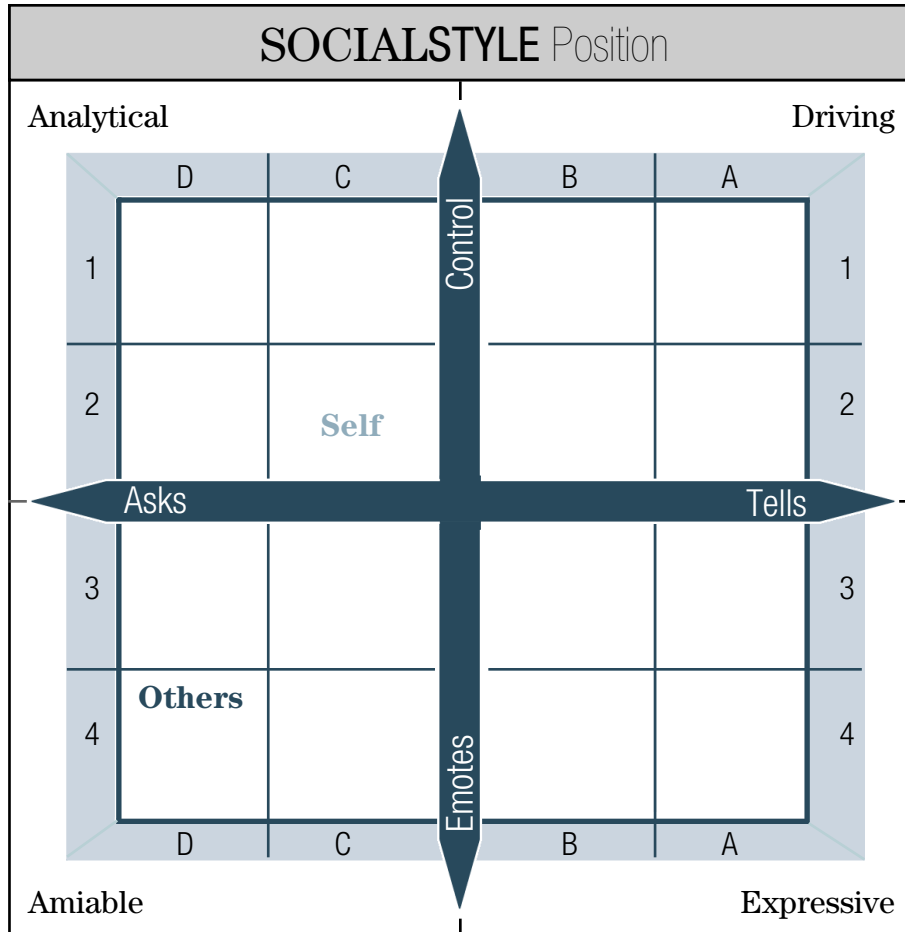 SOCIALSTYLE Position
Analytical
Driving
D C B A
Control
1 1
2 2
Self
Asks Tells
3 3
Others
4 4
Emotes
D C B A
Amiable
Expressive